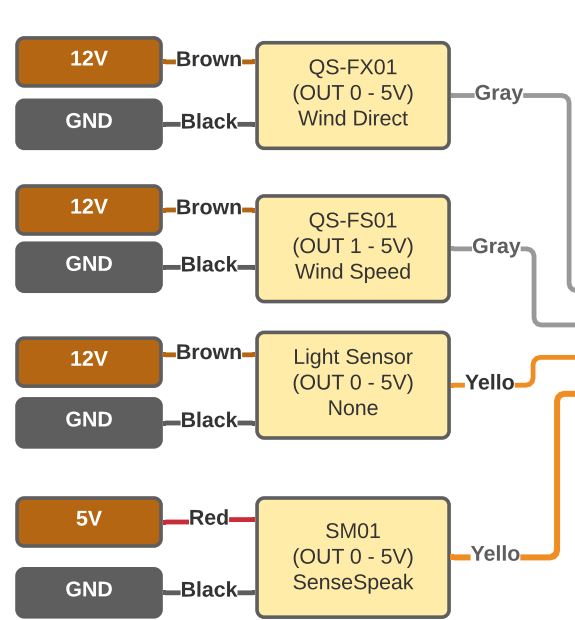 12V
Brown
GND
Black
QS-FX01
(OUT 0 - 5V)
Wind Direct
Gray
12V
Brown
GND
Black
QS-FS01
(OUT 1 - 5V)
Wind Speed
Gray
12V
Brown
GND
Black
Light Sensor
(OUT 0 - 5V)
None
Yello
5V
Red
GND
Black
SM01
(OUT 0 - 5V)
SenseSpeak
Yello